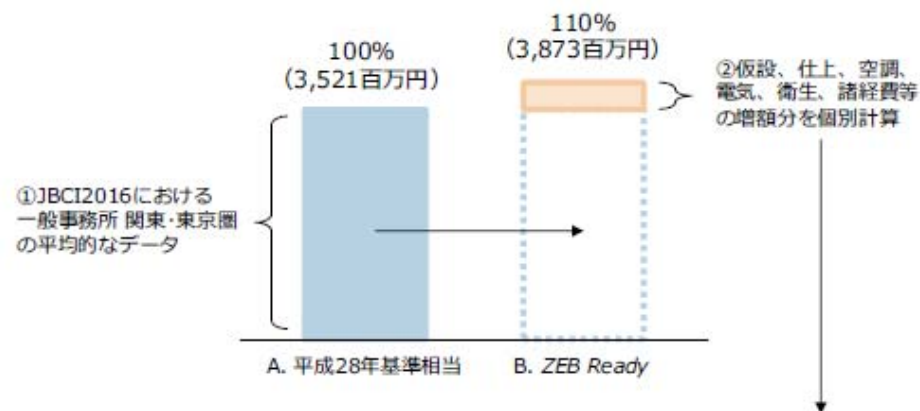 100%
(3,521百万円)
110%
(3,873百万円)
②仮設、仕上、空調、
電気、衛生、諸経費等
の増額分を個別計算
①JBCI2016における
一般事務所 関東･東京圏
の平均的なデータ
A. 平成28年基準相当
B. ZEB Ready